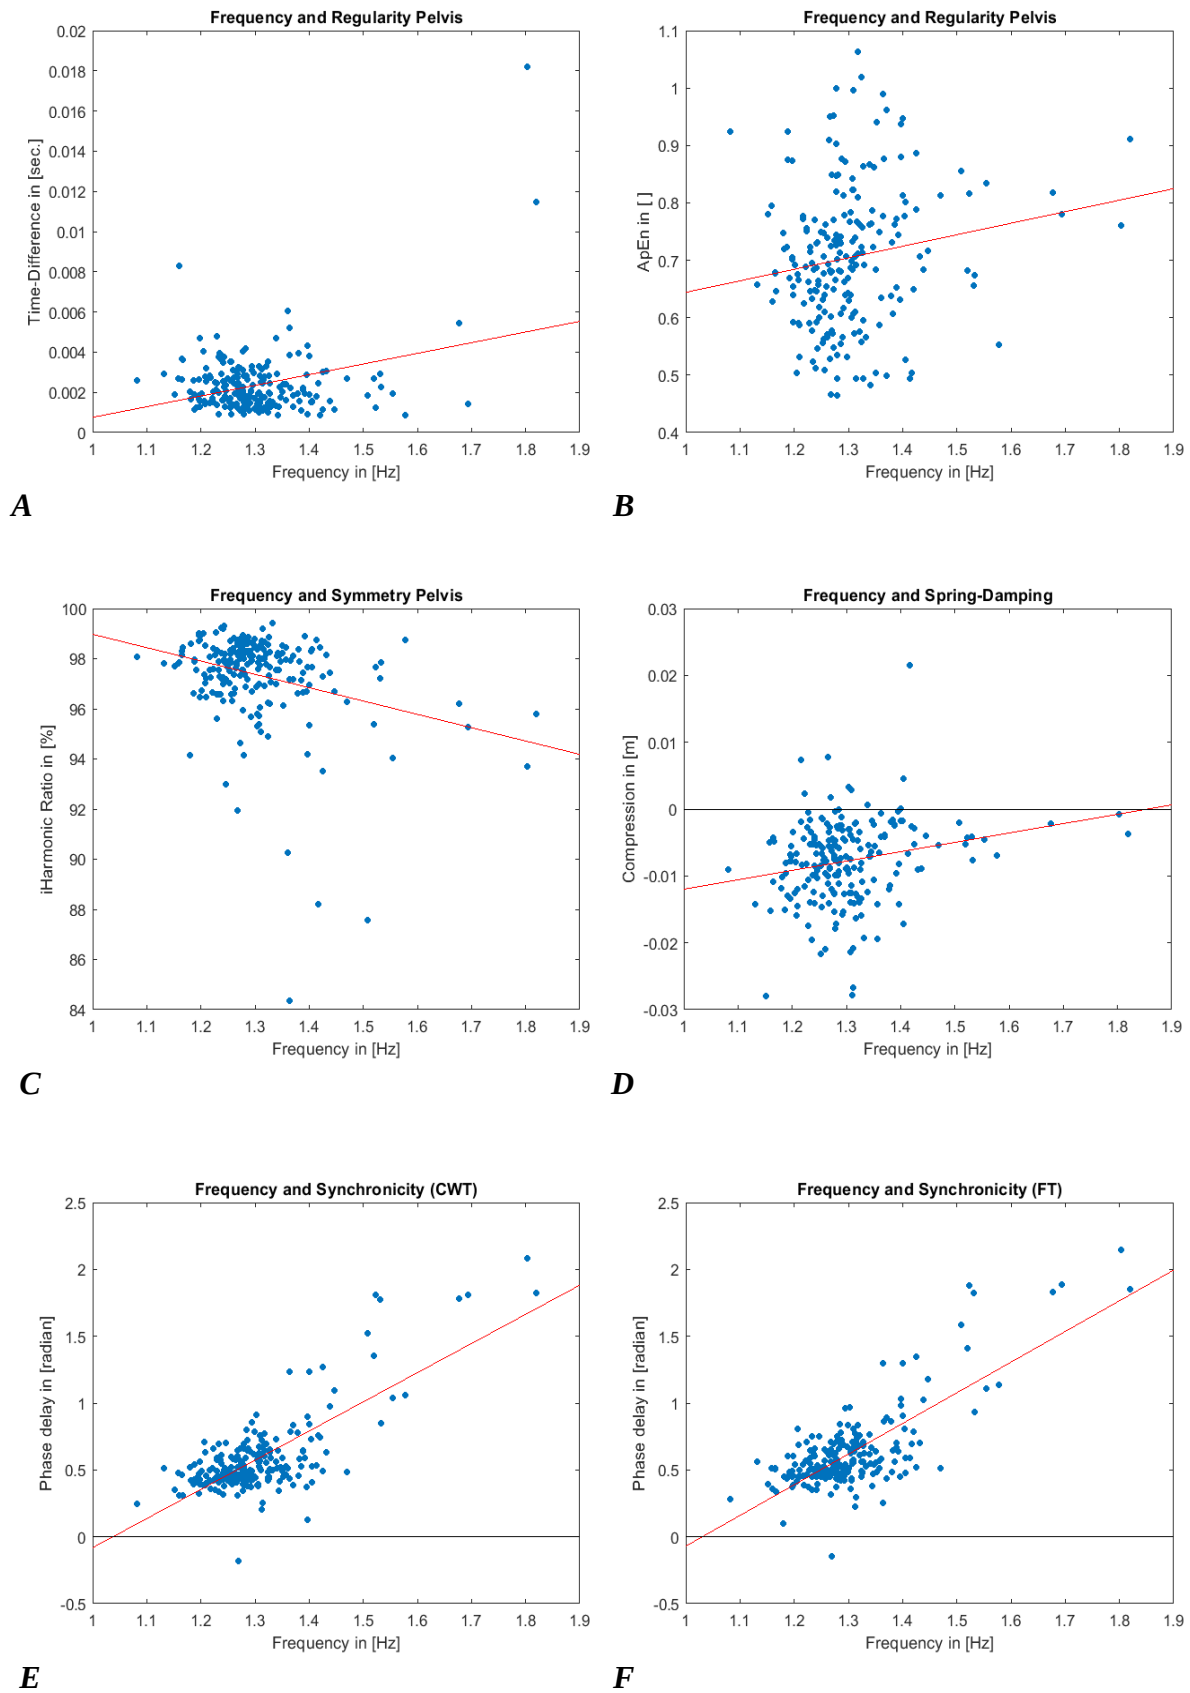 Frequency and Regularity Pelvis
0.02
0.018
0.016
0.014
0.012
0.01
0.008
0.006
0.004
0.002
0
Time-Difference in [sec.]
1 1.1 1.2 1.3 1.4 1.5 1.6 1.7 1.8 1.9
Frequency in [Hz]
A
Frequency and Regularity Pelvis
1.1
1
0.9
0.8
0.7
0.6
0.5
0.4
ApEn in [ ]
1 1.1 1.2 1.3 1.4 1.5 1.6 1.7 1.8 1.9
Frequency in [Hz]
B
Frequency and Symmetry Pelvis
100
98
96
94
92
90
88
86
84
iHarmonic Ratio in [%]
1 1.1 1.2 1.3 1.4 1.5 1.6 1.7 1.8 1.9
Frequency in [Hz]
C
Frequency and Spring-Damping
0.03
0.02
0.01
0
-0.01
-0.02
-0.03
Compression in [m]
1 1.1 1.2 1.3 1.4 1.5 1.6 1.7 1.8 1.9
Frequency in [Hz]
D
Frequency and Synchronicity (CWT)
2.5
2
1.5
1
0.5
0
-0.5
Phase delay in [radian]
1 1.1 1.2 1.3 1.4 1.5 1.6 1.7 1.8 1.9
Frequency in [Hz]
E
Frequency and Synchronicity (FT)
2.5
2
1.5
1
0.5
0
-0.5
Phase delay in [radian]
1 1.1 1.2 1.3 1.4 1.5 1.6 1.7 1.8 1.9
Frequency in [Hz]
F